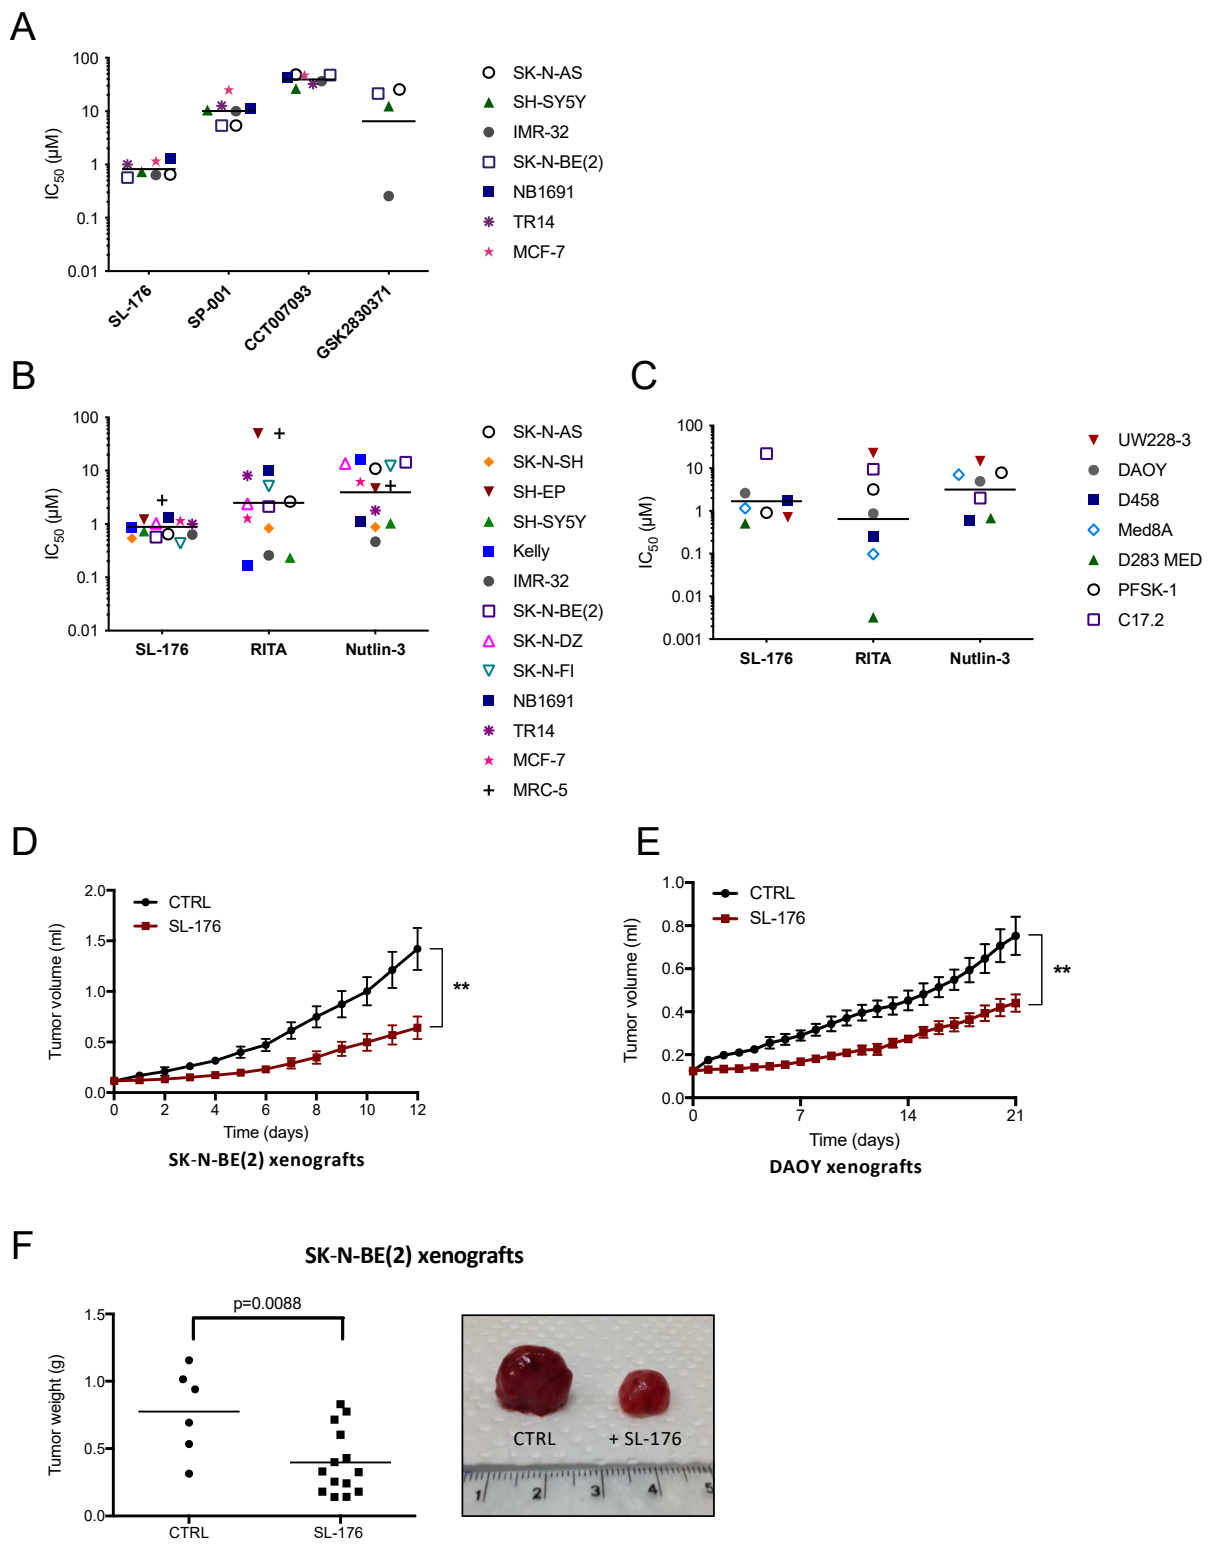 A
100
10
1
0.1
0.01
IC50 (µM)
SL-176
SP-001
CCT007093
GSK2830371
SK-N-AS
SH-SY5Y
IMR-32
SK-N-BE(2)
NB1691
TR14
MCF-7
B
100
10
1
0.1
0.01
IC50 (µM)
SL-176 RITA Nutlin-3
SK-N-AS
SK-N-SH
SH-EP
SH-SY5Y
Kelly
IMR-32
SK-N-BE(2)
SK-N-DZ
SK-N-FI
NB1691
TR14
MCF-7
MRC-5
C
100
10
1
0.1
0.01
0.001
IC50 (µM)
SL-176 RITA Nutlin-3
UW228-3
DAOY
D458
Med8A
D283 MED
PFSK-1
C17.2
D
2.0
1.5
1.0
0.5
0.0
Tumor volume (ml)
CTRL
SL-176
**
0 2 4 6 8 10 12
Time (days)
SK-N-BE(2) xenografts
E
1.0
0.8
0.6
0.4
0.2
0.0
Tumor volume (ml)
CTRL
SL-176
**
0 7 14 21
Time (days)
DAOY xenografts
F
SK-N-BE(2) xenografts
p=0.0088
1.5
1.0
0.5
0.0
Tumor weight (g)
CTRL SL-176
CTRL + SL-176
1 2 3 4 5